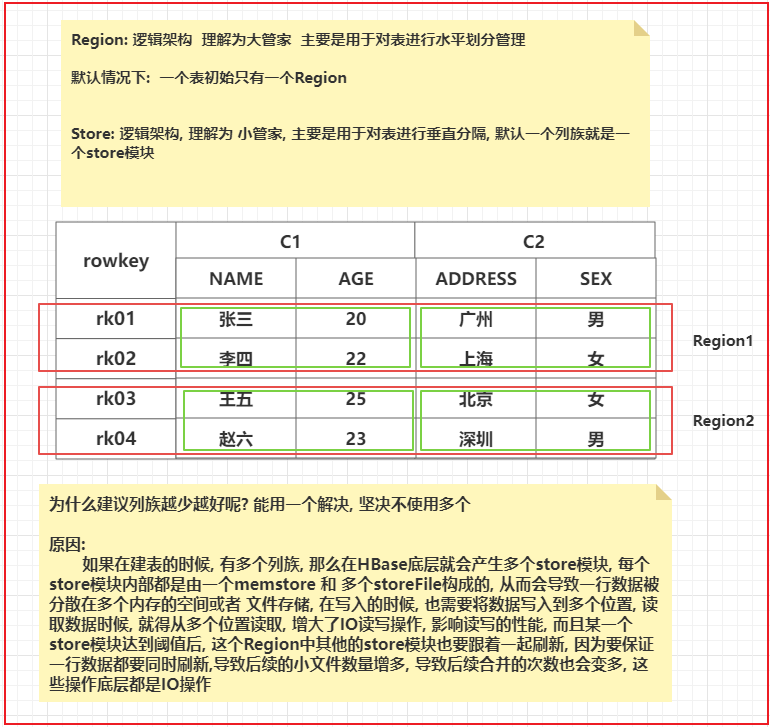 Region: 逻辑架构 理解为大管家 主要是用于对表进行水平划分管理
默认情况下: 一个表初始只有一个Region
Store: 逻辑架构, 理解为 小管家, 主要是用于对表进行垂直分隔, 默认一个列族就是一
个store模块
rowkey C1 C2
NAME AGE ADDRESS SEX
rk01 张三 20 广州 男
Region1
rk02 李四 22 上海 女
rk03 王五 25 北京 女
Region2
rk04 赵六 23 深圳 男
为什么建议列族越少越好呢? 能用一个解决, 坚决不使用多个
原因:
如果在建表的时候, 有多个列族, 那么在HBase底层就会产生多个store模块, 每个
store模块内部都是由一个memstore 和 多个storeFile构成的, 从而会导致一行数据被
分散在多个内存的空间或者 文件存储, 在写入的时候, 也需要将数据写入到多个位置, 读
取数据时候, 就得从多个位置读取, 增大了IO读写操作, 影响读写的性能, 而且某一个
store模块达到阈值后, 这个Region中其他的store模块也要跟着一起刷新, 因为要保证
一行数据都要同时刷新,导致后续的小文件数量增多, 导致后续合并的次数也会变多, 这
些操作底层都是IO操作